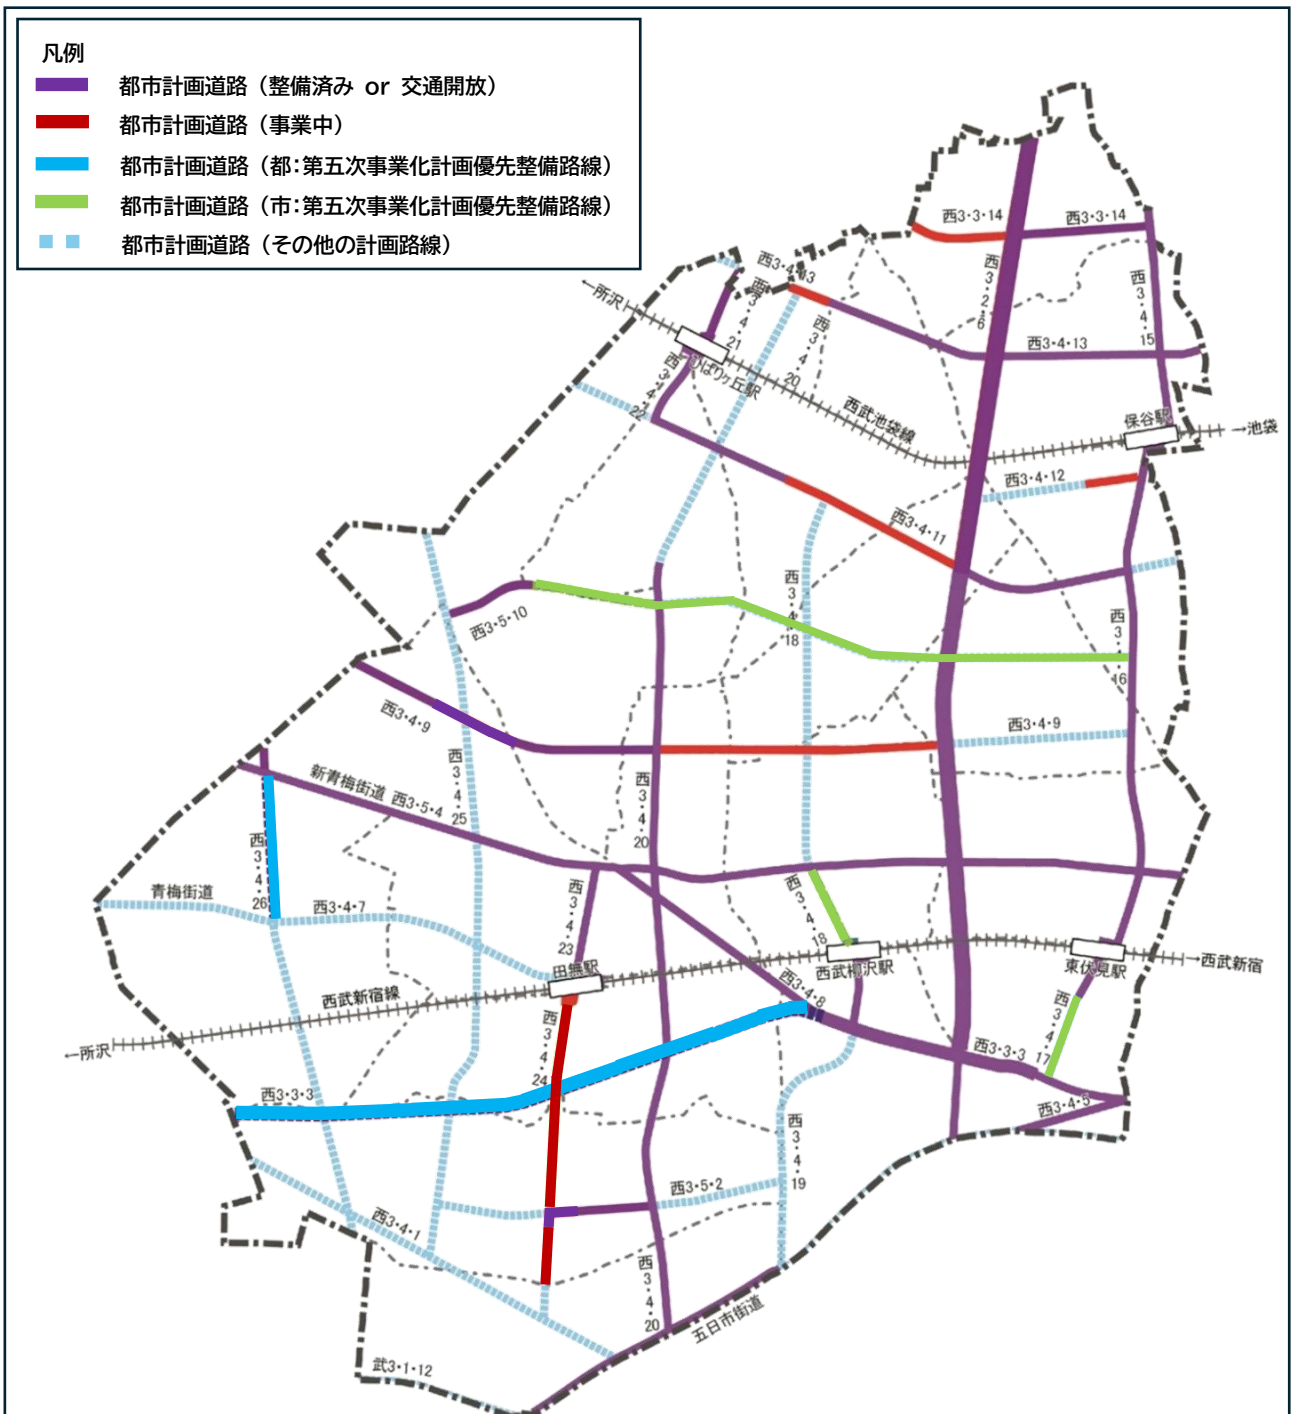 凡例
都市計画道路（整備済み or 交通開放）
都市計画道路（事業中）
都市計画道路（都：第五次事業化計画優先整備路線）
都市計画道路（市：第五次事業化計画優先整備路線）
都市計画道路（その他の計画路線）
西3・3・14
西3・3・14
西3・4・13
西3・2・6
西3・4・15
←所沢
西3・4・21
西3・4・20
西3・4・13
ひばりヶ丘駅
西3・4・22
西武池袋線
保谷駅
→池袋
西3・4・12
西3・4・11
西3・5・10
西3・4・18
西3・4・16
西3・4・9
西3・4・9
新青梅街道 西3・5・4
西3・4・25
西3・4・20
西3・4・26
青梅街道
西3・4・7
西3・4・23
西3・4・18
田無駅
西武柳沢駅
東伏見駅
→西武新宿
西武新宿線
西3・4・8
←所沢
西3・4・24
西3・3・3
西3・4・17
西3・3・3
西3・4・5
西3・4・19
西3・5・2
西3・4・1
西3・4・20
五日市街道
武3・1・12